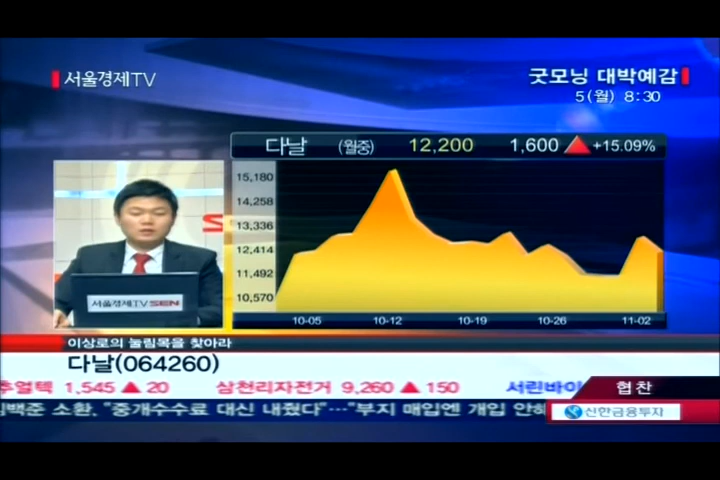 서울경제TV
굿모닝 대박예감
5(월) 8:30
다날 (월중) 12,200 1,600 ▲ +15.09%
15,180
14,258
13,336
12,414
11,492
10,570
10-05 10-12 10-19 10-26 11-02
서울경제TV SEN
이상로의 눌림목을 찾아라
다날(064260)
추얼텍 1,545 ▲ 20 삼천리자전거 9,260 ▲ 150 서린바이
협찬
백준 소환, "중개수수료 대신 내줬다"…"부지 매입엔 개입 안해
신한금융투자